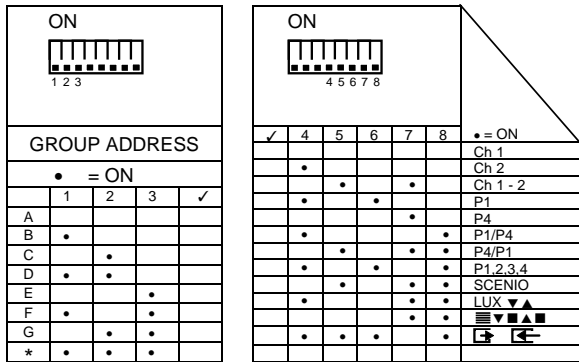 ON
1 2 3
GROUP ADDRESS
• = ON
1 2 3 ✓
A
B •
C •
D • •
E •
F • •
G • •
* • • •
ON
4 5 6 7 8
✓ 4 5 6 7 8 • = ON
Ch 1
• Ch 2
• • Ch 1 - 2
• • P1
• P4
• • P1/P4
• • • P4/P1
• • • P1,2,3,4
• • • SCENIO
• • • LUX ▼▲
• • ▼■▲■
• • • •